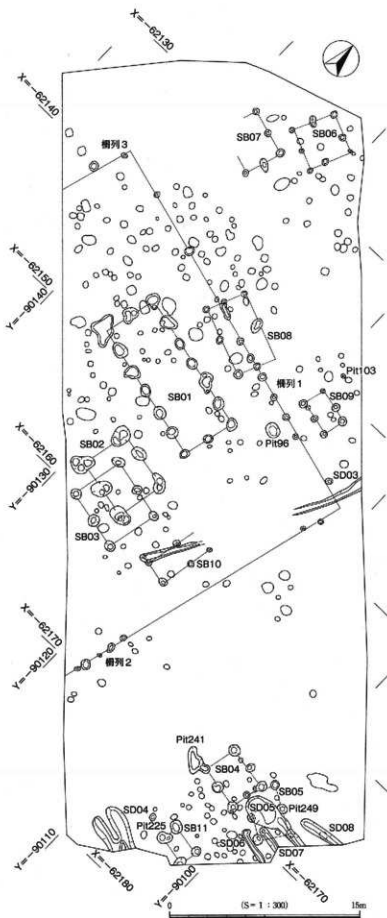 X=-62130
X=-62140
柵列3
SB07
SB06
X=-62150
Y=-90140
SB08
SB01
柵列1
Pit103
SB09
X=-62160
Y=-90130
SB02
Pit96
SD03
SB03
SB10
X=-62170
Y=-90120
柵列2
Pit241
SB04
SB05
SD04
SD05
Pit249
Pit225
SB11
SD06
SD07
SD08
Y=-90110
X=-62180
Y=-90100
X=-62170
0
(S=1:300)
15m